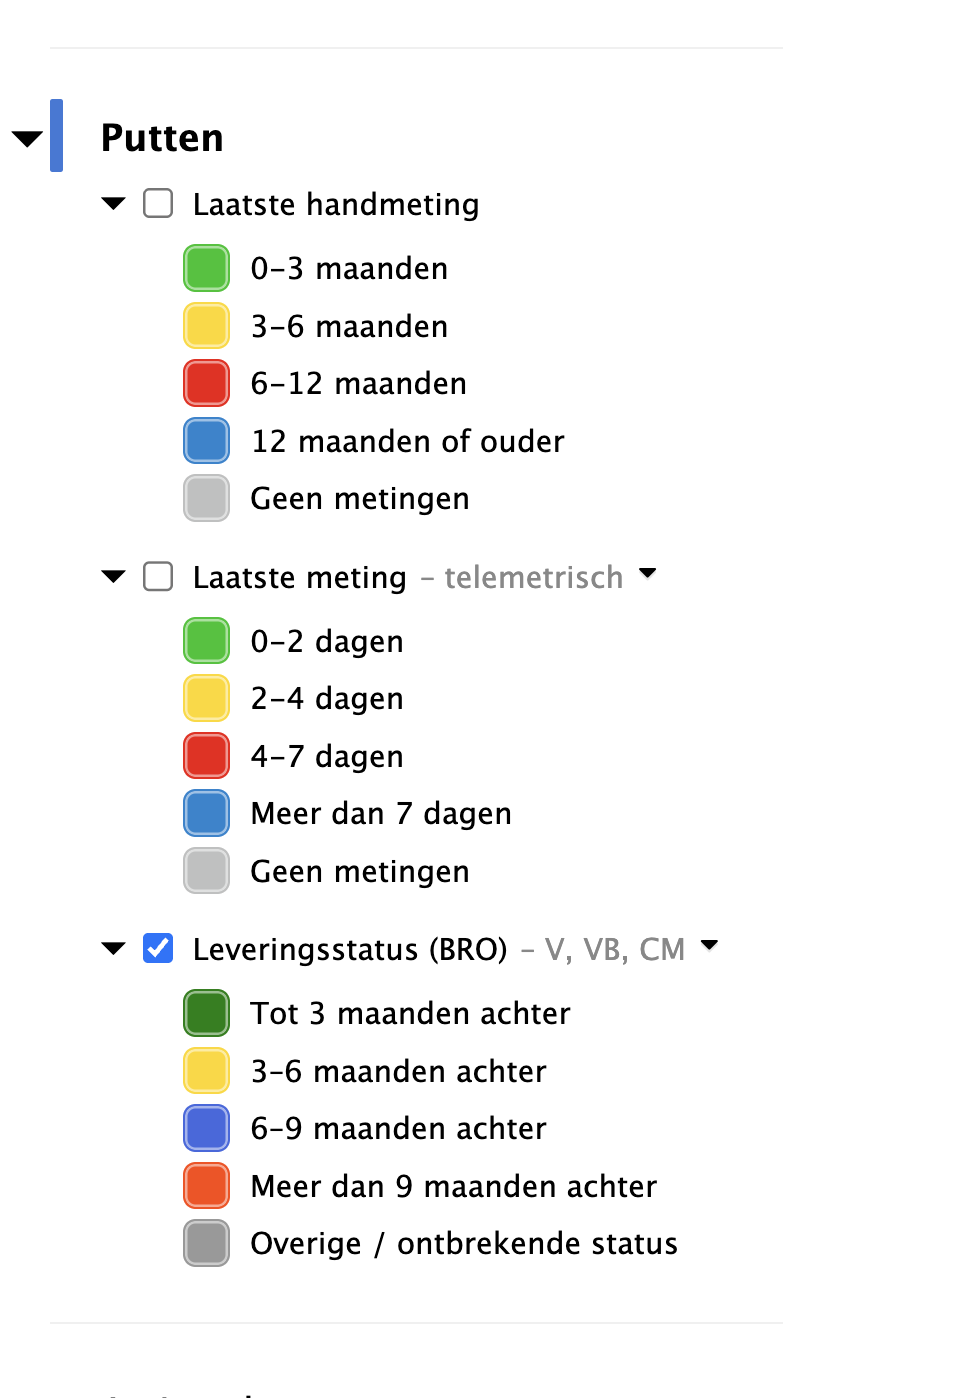 Putten
Laatste handmeting
0-3 maanden
3-6 maanden
6-12 maanden
12 maanden of ouder
Geen metingen
Laatste meting - telemetrisch
0-2 dagen
2-4 dagen
4-7 dagen
Meer dan 7 dagen
Geen metingen
Leveringsstatus (BRO) - V, VB, CM
Tot 3 maanden achter
3-6 maanden achter
6-9 maanden achter
Meer dan 9 maanden achter
Overige / ontbrekende status